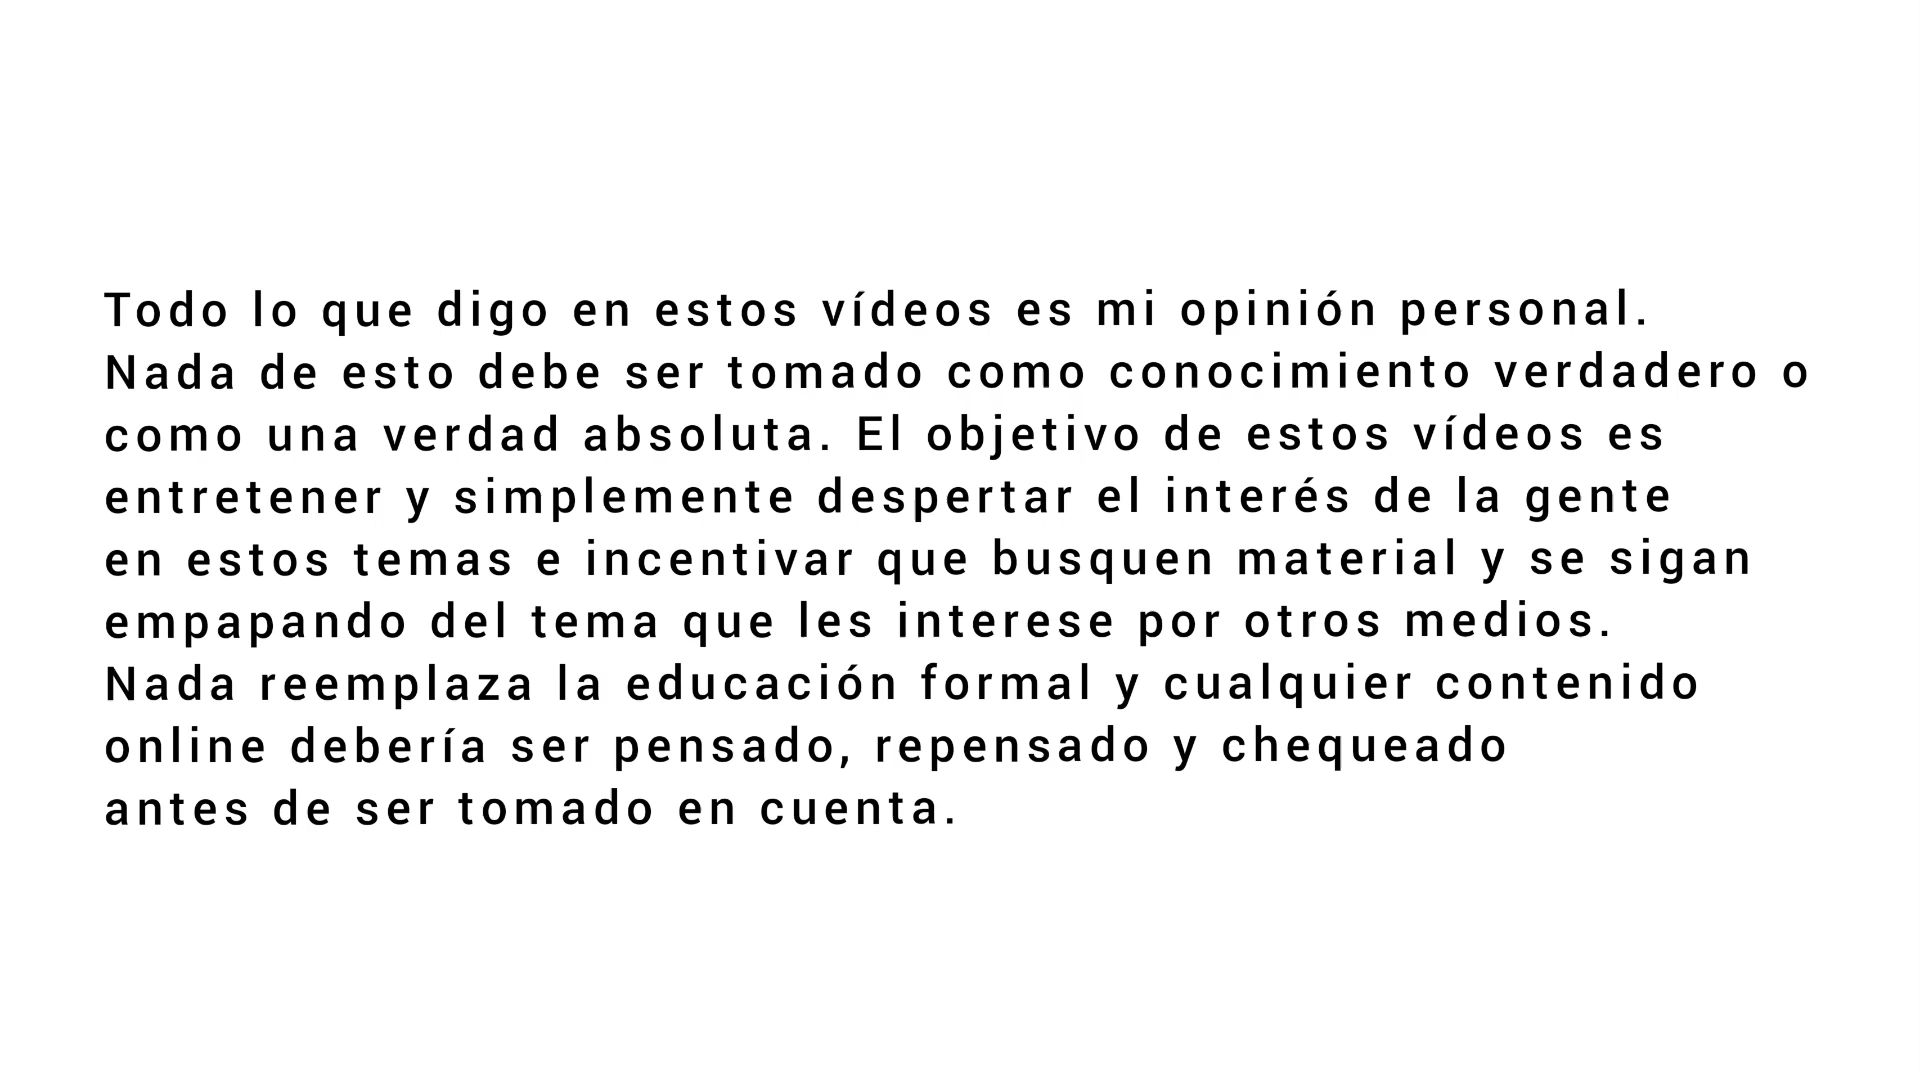 Todo lo que digo en estos vídeos es mi opinión personal.
Nada de esto debe ser tomado como conocimiento verdadero o
como una verdad absoluta. El objetivo de estos vídeos es
entretener y simplemente despertar el interés de la gente
en estos temas e incentivar que busquen material y se sigan
empapando del tema que les interese por otros medios.
Nada reemplaza la educación formal y cualquier contenido
online debería ser pensado, repensado y chequeado
antes de ser tomado en cuenta.